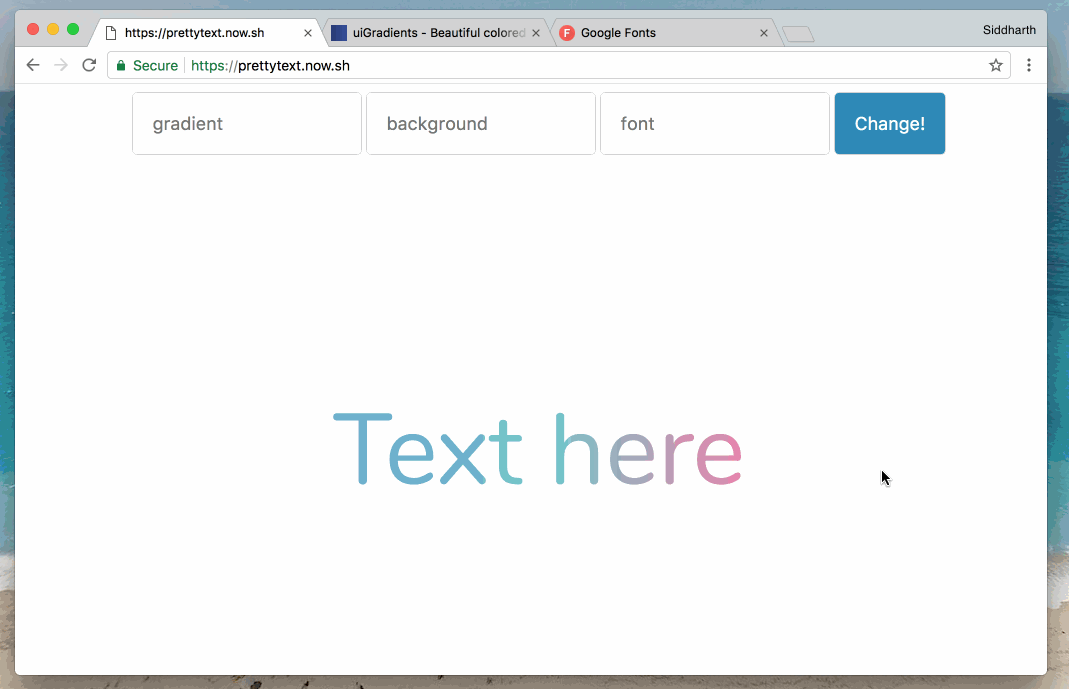 https://prettytext.now.sh
uiGradients - Beautiful colored
Google Fonts
Siddharth
Secure
https://prettytext.now.sh
gradient
background
font
Change!
Text here